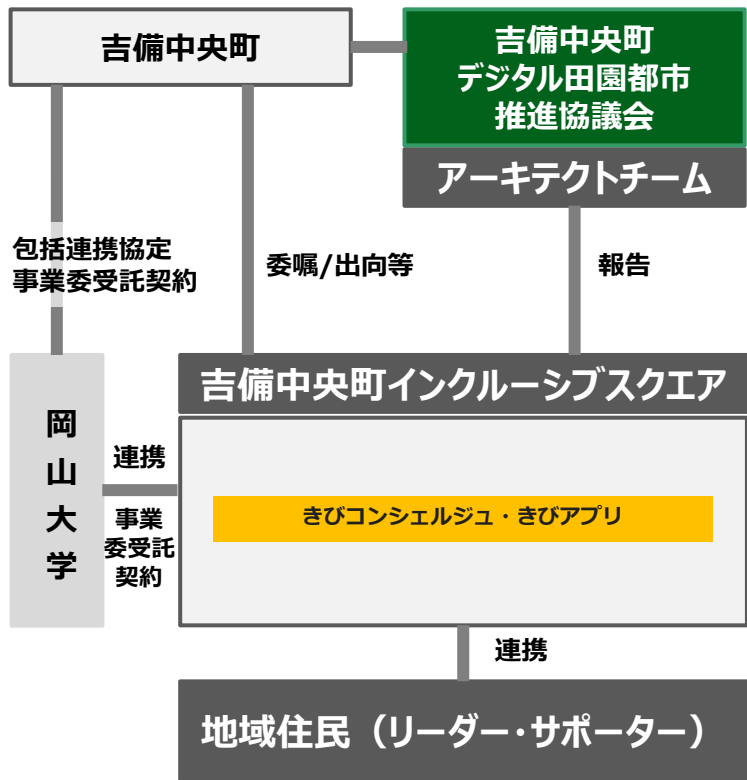 吉備中央町
吉備中央町
デジタル田園都市
推進協議会
アーキテクトチーム
包括連携協定
事業委受託契約
委嘱/出向等
報告
吉備中央町インクルーシブスクエア
岡山大学
連携
事業
委受託
契約
きびコンシェルジュ・きびアプリ
連携
地域住民（リーダー・サポーター）